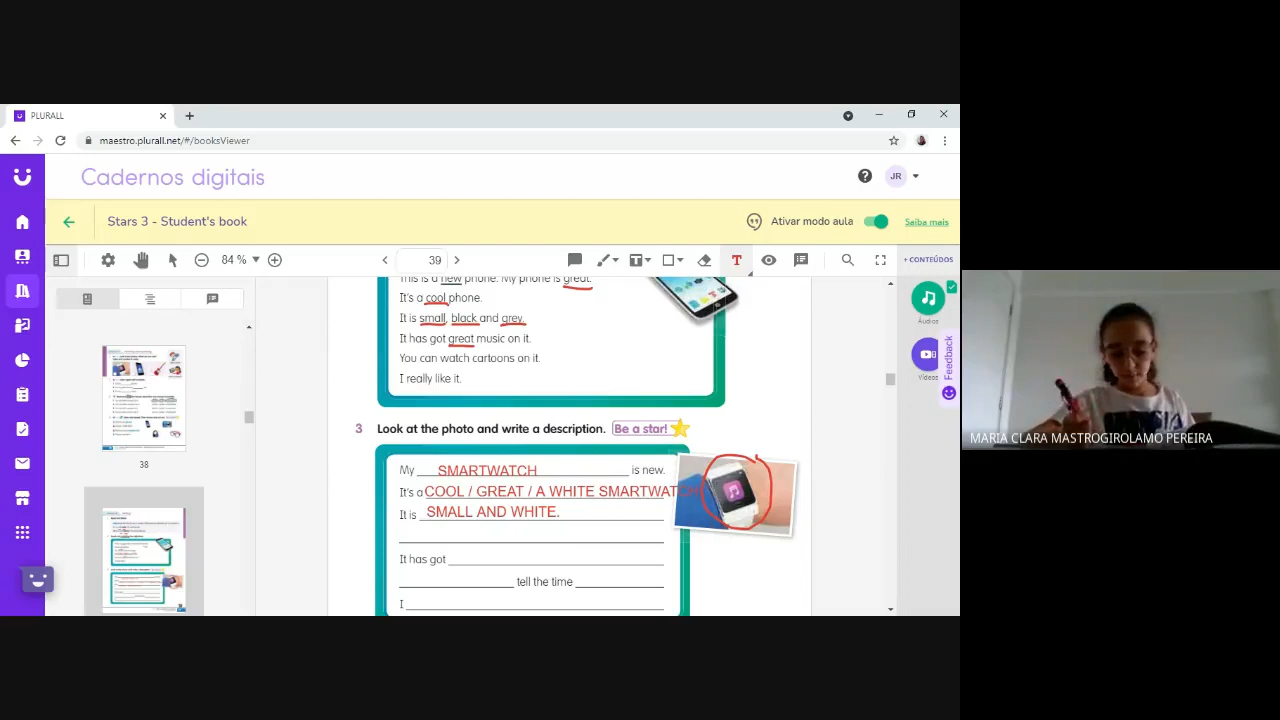 PLURALL
maestro.plurall.net/#/booksViewer
Cadernos digitais
JR
Stars 3 - Student's book
Ativar modo aula
Saiba mais
84 %
39
T
+ CONTEÚDOS
Áudios
Vídeos
Feedback
38
This is a new phone. My phone is great.
It's a cool phone.
It is small, black and grey.
It has got great music on it.
You can watch cartoons on it.
I really like it.
3 Look at the photo and write a description. Be a star!
My SMARTWATCH is new.
It's a COOL / GREAT / A WHITE SMARTWATCH
It is SMALL AND WHITE.
It has got
tell the time
I
MARIA CLARA MASTROGIROLAMO PEREIRA